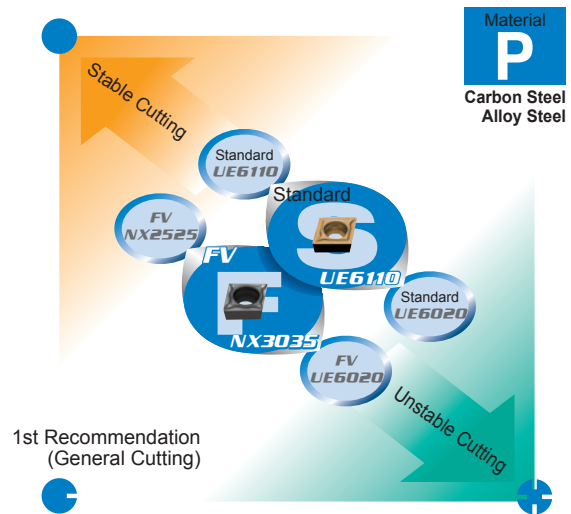 Material
P
Carbon Steel
Alloy Steel
Stable Cutting
Standard
UE6110
FV
NX2525
Standard
S
UE6110
FV
F
NX3035
Standard
UE6020
FV
UE6020
Unstable Cutting
1st Recommendation
(General Cutting)